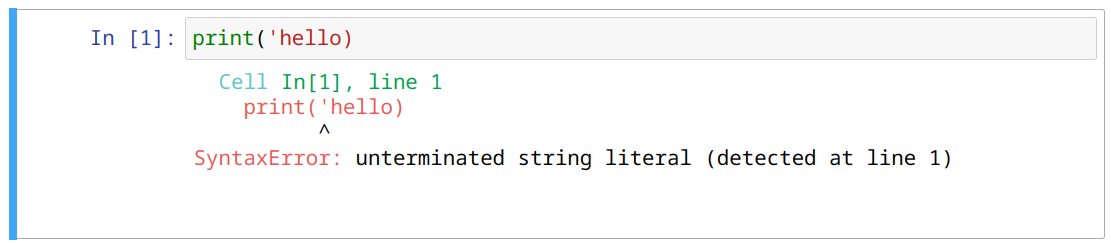 In [1]: print('hello)
Cell In[1], line 1
print('hello)
^
SyntaxError: unterminated string literal (detected at line 1)